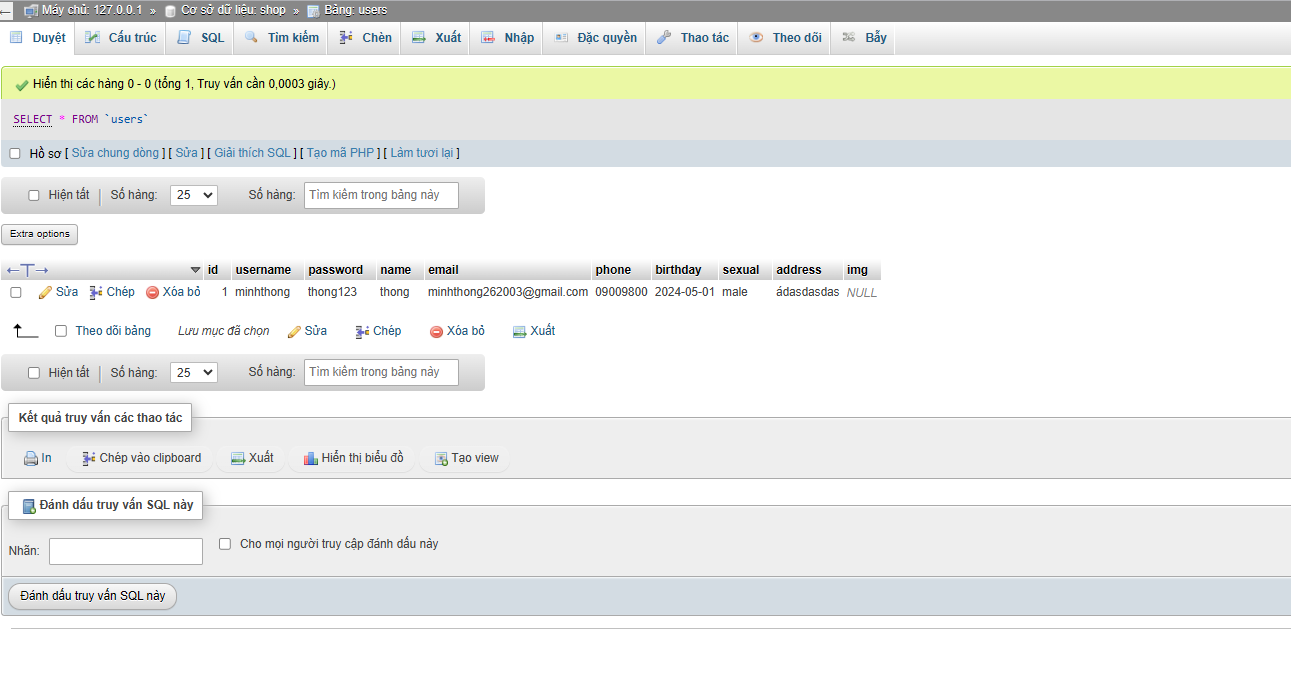 Máy chủ: 127.0.0.1 » Cơ sở dữ liệu: shop » Bảng: users
Duyệt Cấu trúc SQL Tìm kiếm Chèn Xuất Nhập Đặc quyền Thao tác Theo dõi Bẫy
Hiển thị các hàng 0 - 0 (tổng 1, Truy vấn cần 0,0003 giây.)
SELECT * FROM `users`
Hồ sơ [ Sửa chung dòng ] [ Sửa ] [ Giải thích SQL ] [ Tạo mã PHP ] [ Làm tươi lại ]
Hiện tất | Số hàng: 25 Số hàng: Tìm kiếm trong bảng này
Extra options
←T→ id username password name email phone birthday sexual address img
Sửa Chép Xóa bỏ 1 minhthong thong123 thong minhthong262003@gmail.com 09009800 2024-05-01 male ádasdasdas NULL
Theo dõi bảng Lưu mục đã chọn Sửa Chép Xóa bỏ Xuất
Hiện tất | Số hàng: 25 Số hàng: Tìm kiếm trong bảng này
Kết quả truy vấn các thao tác
In Chép vào clipboard Xuất Hiển thị biểu đồ Tạo view
Đánh dấu truy vấn SQL này
Nhãn: Cho mọi người truy cập đánh dấu này
Đánh dấu truy vấn SQL này